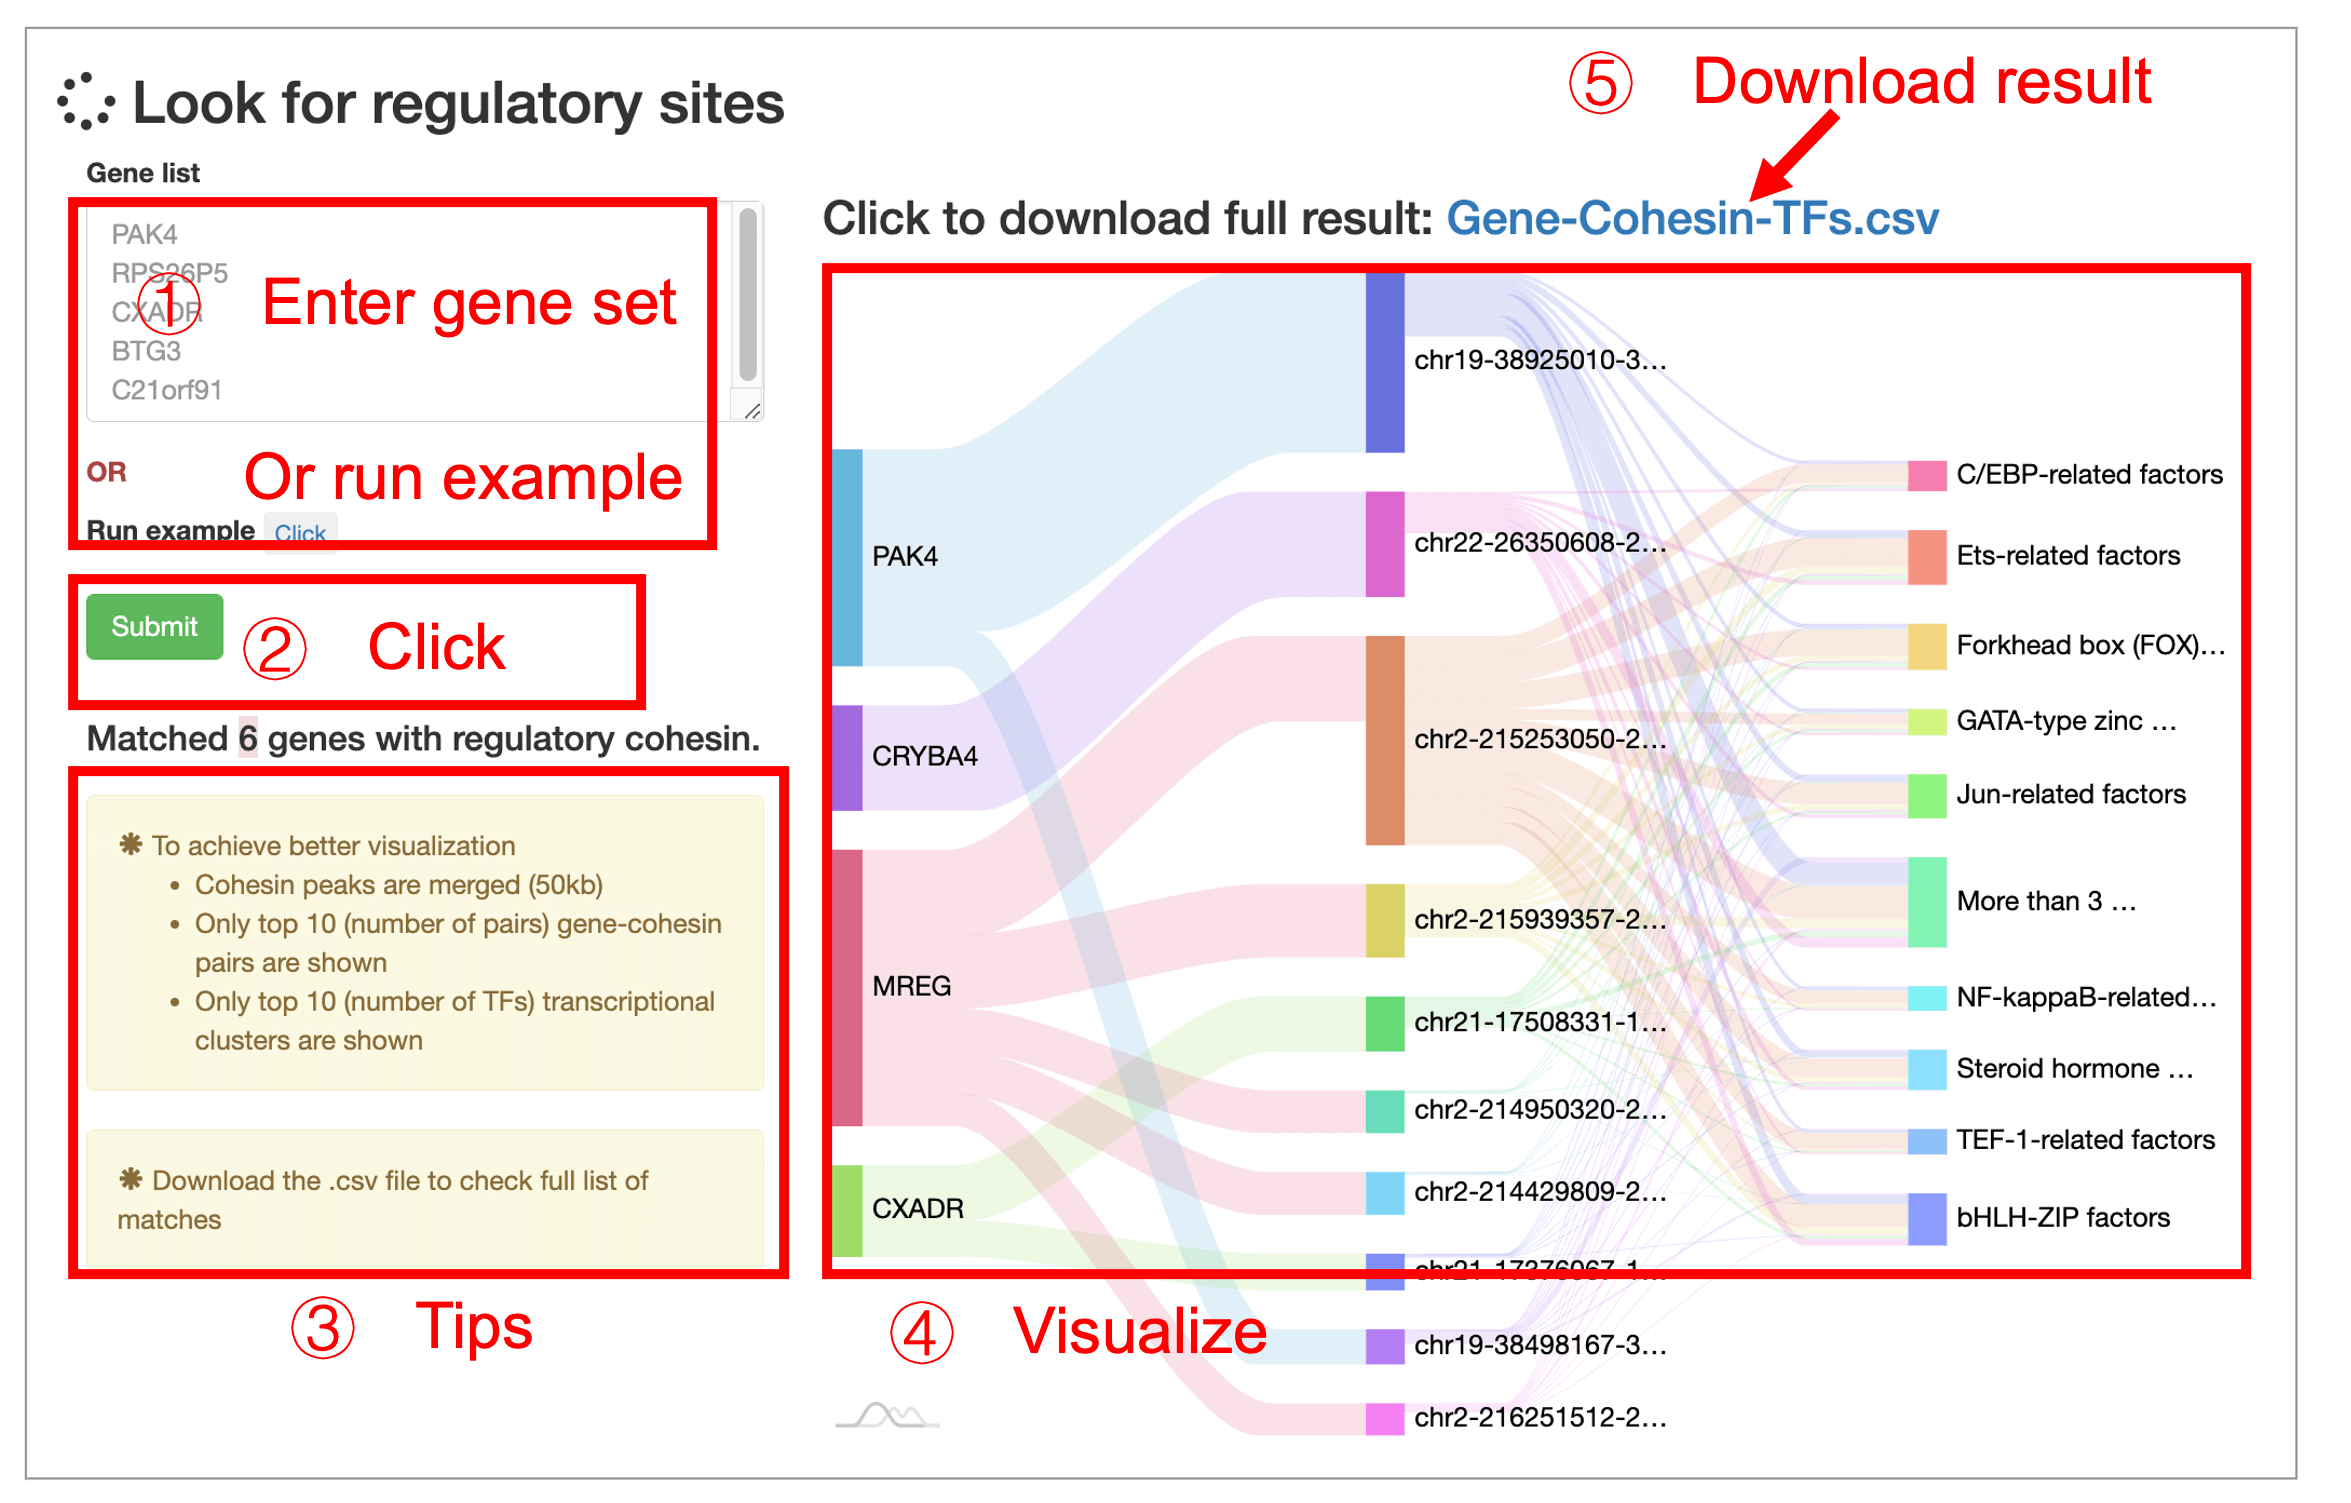 Look for regulatory sites
⑤ Download result
Gene list
PAK4
RPS26P5
CXADR
BTG3
C21orf91
① Enter gene set
OR
Or run example
Run example Click
Submit
② Click
Matched 6 genes with regulatory cohesin.
✱ To achieve better visualization
• Cohesin peaks are merged (50kb)
• Only top 10 (number of pairs) gene-cohesin
pairs are shown
• Only top 10 (number of TFs) transcriptional
clusters are shown
✱ Download the .csv file to check full list of
matches
③ Tips
Click to download full result: Gene-Cohesin-TFs.csv
PAK4
CRYBA4
MREG
CXADR
chr19-38925010-3...
chr22-26350608-2...
chr2-215253050-2...
chr2-215939357-2...
chr21-17508331-1...
chr2-214950320-2...
chr2-214429809-2...
chr21-17376067-1...
chr19-38498167-3...
chr2-216251512-2...
C/EBP-related factors
Ets-related factors
Forkhead box (FOX)...
GATA-type zinc ...
Jun-related factors
More than 3 ...
NF-kappaB-related...
Steroid hormone ...
TEF-1-related factors
bHLH-ZIP factors
④ Visualize